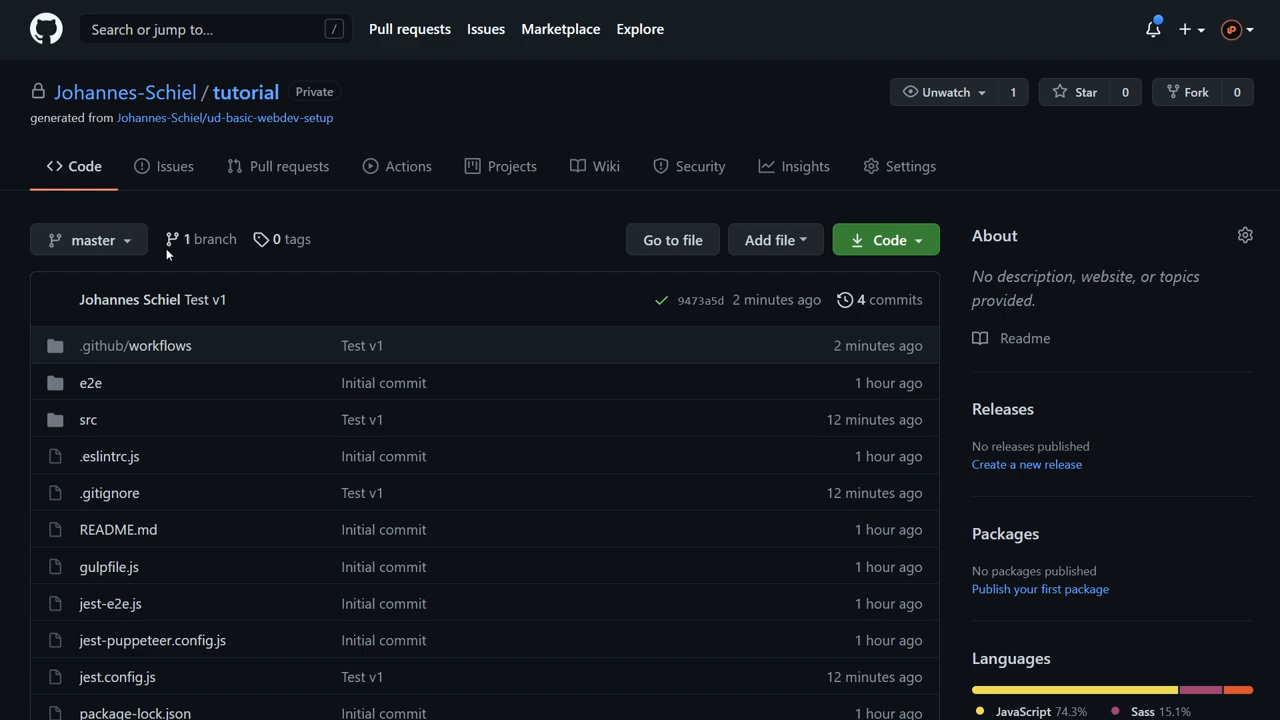 Search or jump to... /
Pull requests Issues Marketplace Explore
Johannes-Schiel / tutorial Private
Unwatch 1 Star 0 Fork 0
generated from Johannes-Schiel/ud-basic-webdev-setup
Code Issues Pull requests Actions Projects Wiki Security Insights Settings
master 1 branch 0 tags Go to file Add file Code
Johannes Schiel Test v1 9473a5d 2 minutes ago 4 commits
.github/workflows Test v1 2 minutes ago
e2e Initial commit 1 hour ago
src Test v1 12 minutes ago
.eslintrc.js Initial commit 1 hour ago
.gitignore Test v1 12 minutes ago
README.md Initial commit 1 hour ago
gulpfile.js Initial commit 1 hour ago
jest-e2e.js Initial commit 1 hour ago
jest-puppeteer.config.js Initial commit 1 hour ago
jest.config.js Test v1 12 minutes ago
package-lock.json Initial commit 1 hour ago
About
No description, website, or topics
provided.
Readme
Releases
No releases published
Create a new release
Packages
No packages published
Publish your first package
Languages
JavaScript 74.3% Sass 15.1%